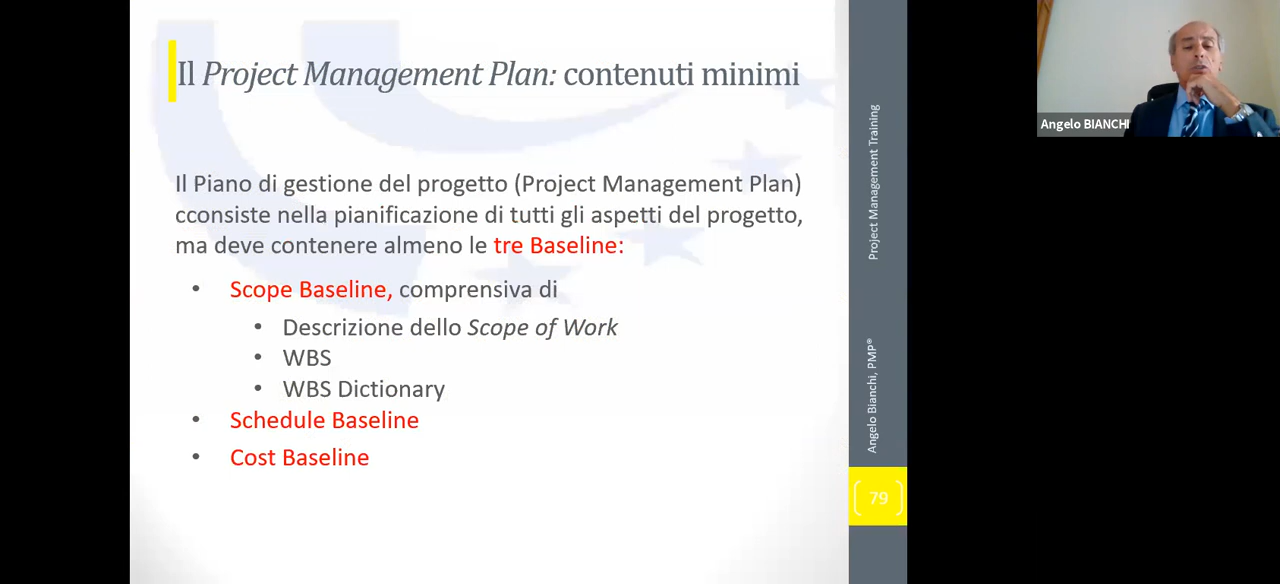 Il Project Management Plan: contenuti minimi
Il Piano di gestione del progetto (Project Management Plan)
cconsiste nella pianificazione di tutti gli aspetti del progetto,
ma deve contenere almeno le tre Baseline:
• Scope Baseline, comprensiva di
• Descrizione dello Scope of Work
• WBS
• WBS Dictionary
• Schedule Baseline
• Cost Baseline
Project Management Training
Angelo Bianchi, PMP®
79
Angelo BIANCHI